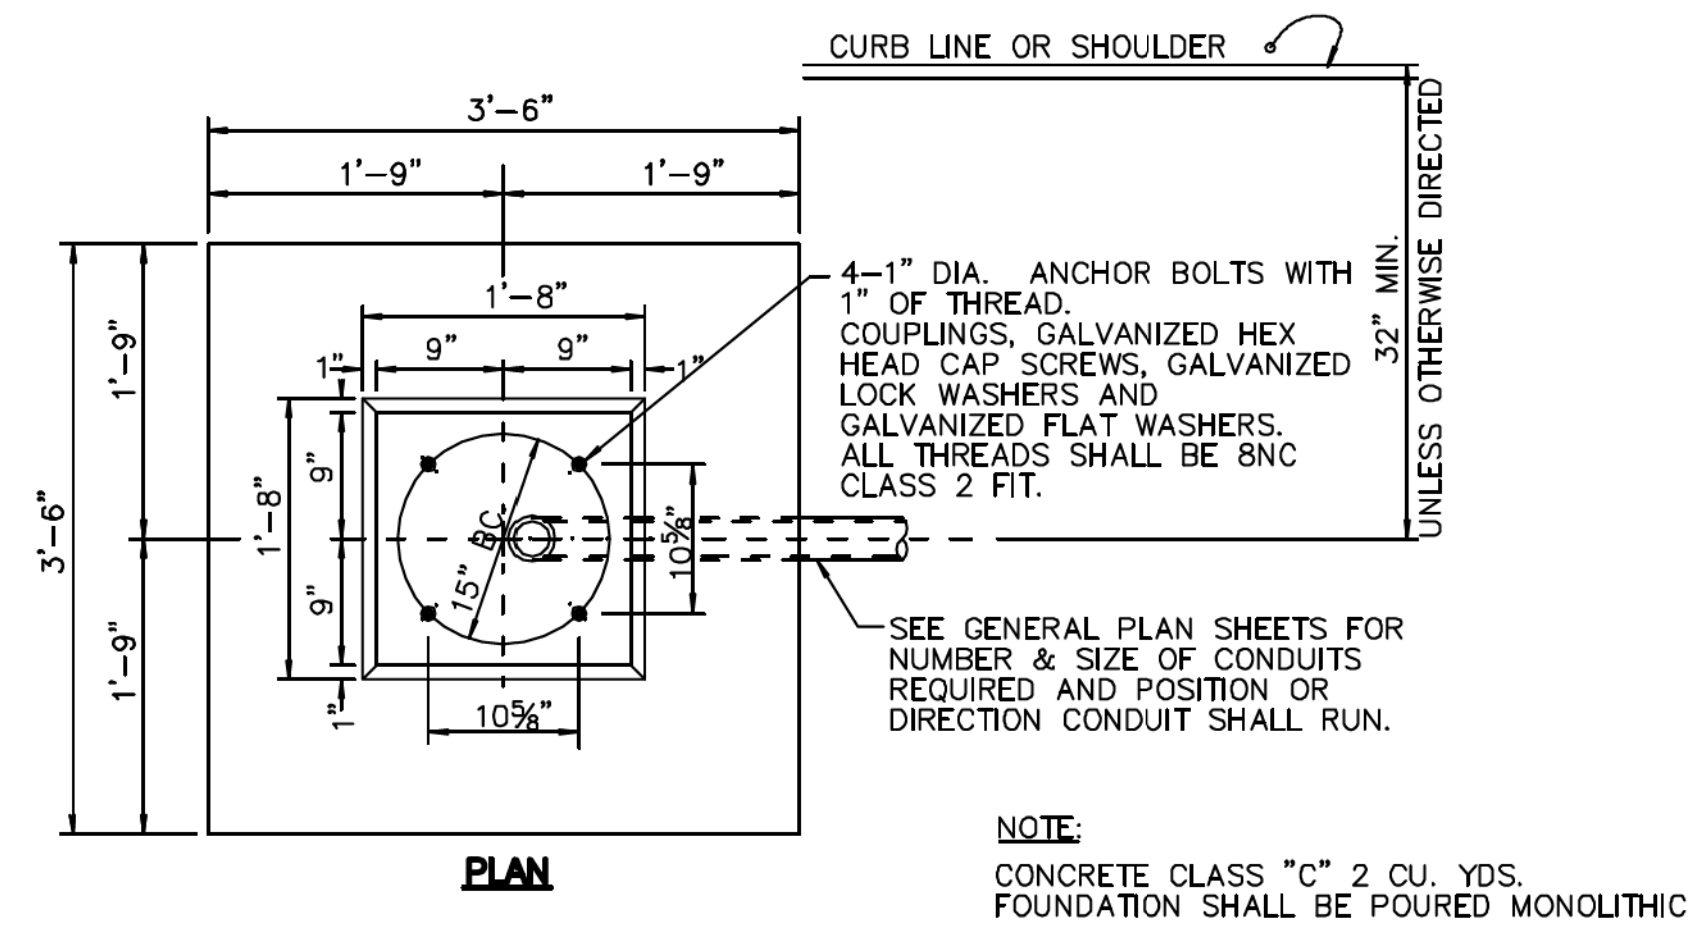 CURB LINE OR SHOULDER
3'-6"
1'-9"
1'-9"
32" MIN.
UNLESS OTHERWISE DIRECTED
4-1" DIA. ANCHOR BOLTS WITH
1" OF THREAD.
COUPLINGS, GALVANIZED HEX
HEAD CAP SCREWS, GALVANIZED
LOCK WASHERS AND
GALVANIZED FLAT WASHERS.
ALL THREADS SHALL BE 8NC
CLASS 2 FIT.
1'-8"
9"
9"
1"
1"
3'-6"
1'-9"
1'-9"
1'-8"
9"
9"
1"
15" BC
10⅝"
10⅝"
SEE GENERAL PLAN SHEETS FOR
NUMBER & SIZE OF CONDUITS
REQUIRED AND POSITION OR
DIRECTION CONDUIT SHALL RUN.
PLAN
NOTE:
CONCRETE CLASS "C" 2 CU. YDS.
FOUNDATION SHALL BE POURED MONOLITHIC